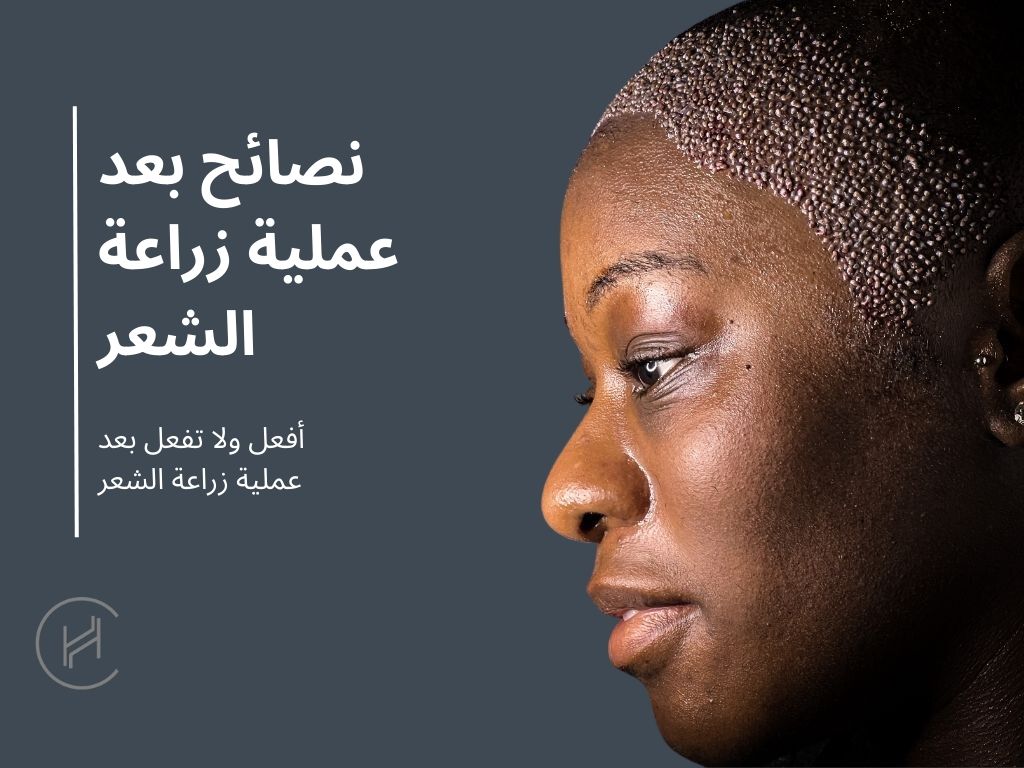 نصائح بعد
عملية زراعة
الشعر
أفعل ولا تفعل بعد
عملية زراعة الشعر